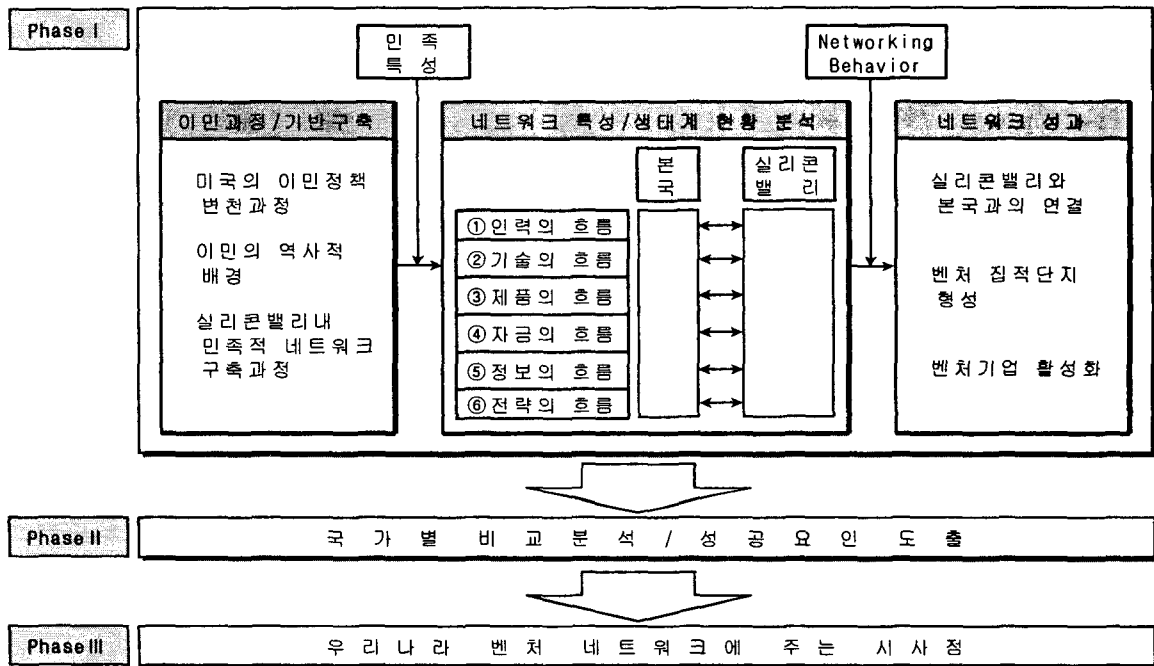 Phase I
민 족
특 성
Networking
Behavior
이민과정/기반구축
미국의 이민정책
변천과정
이민의 역사적
배경
실리콘밸리내
민족적 네트워크
구축과정
네트워크 특성/생태계 현황 분석
본
국
실리콘
밸 리
①인력의 흐름
②기술의 흐름
③제품의 흐름
④자금의 흐름
⑤정보의 흐름
⑥전략의 흐름
네트워크 성과
실리콘밸리와
본국과의 연결
벤처 집적단지
형성
벤처기업 활성화
Phase II
국 가 별 비 교 분 석 / 성 공 요 인 도 출
Phase III
우 리 나 라 벤 처 네 트 워 크 에 주 는 시 사 점